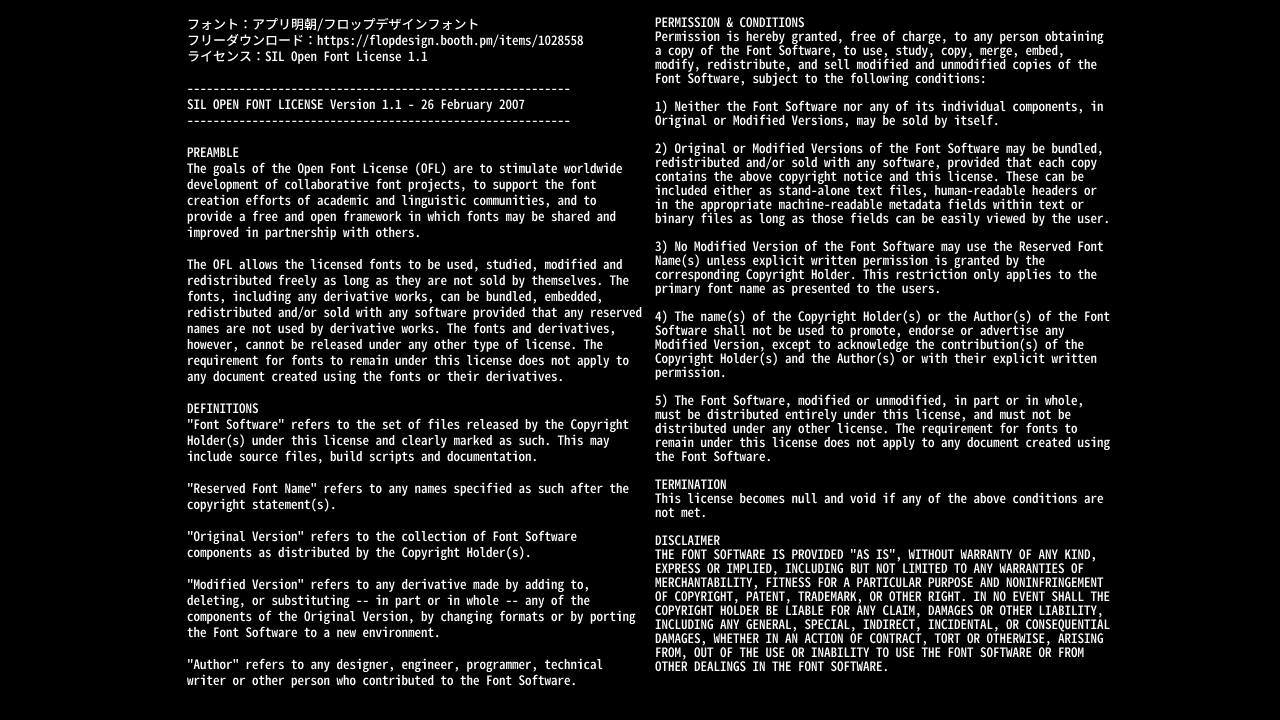 フォント：アプリ明朝/フロップデザインフォント
フリーダウンロード：https://flopdesign.booth.pm/items/1028558
ライセンス：SIL Open Font License 1.1
-----------------------------------------------------------
SIL OPEN FONT LICENSE Version 1.1 - 26 February 2007
-----------------------------------------------------------
PREAMBLE
The goals of the Open Font License (OFL) are to stimulate worldwide
development of collaborative font projects, to support the font
creation efforts of academic and linguistic communities, and to
provide a free and open framework in which fonts may be shared and
improved in partnership with others.
The OFL allows the licensed fonts to be used, studied, modified and
redistributed freely as long as they are not sold by themselves. The
fonts, including any derivative works, can be bundled, embedded,
redistributed and/or sold with any software provided that any reserved
names are not used by derivative works. The fonts and derivatives,
however, cannot be released under any other type of license. The
requirement for fonts to remain under this license does not apply to
any document created using the fonts or their derivatives.
DEFINITIONS
"Font Software" refers to the set of files released by the Copyright
Holder(s) under this license and clearly marked as such. This may
include source files, build scripts and documentation.
"Reserved Font Name" refers to any names specified as such after the
copyright statement(s).
"Original Version" refers to the collection of Font Software
components as distributed by the Copyright Holder(s).
"Modified Version" refers to any derivative made by adding to,
deleting, or substituting -- in part or in whole -- any of the
components of the Original Version, by changing formats or by porting
the Font Software to a new environment.
"Author" refers to any designer, engineer, programmer, technical
writer or other person who contributed to the Font Software.
PERMISSION & CONDITIONS
Permission is hereby granted, free of charge, to any person obtaining
a copy of the Font Software, to use, study, copy, merge, embed,
modify, redistribute, and sell modified and unmodified copies of the
Font Software, subject to the following conditions:
1) Neither the Font Software nor any of its individual components, in
Original or Modified Versions, may be sold by itself.
2) Original or Modified Versions of the Font Software may be bundled,
redistributed and/or sold with any software, provided that each copy
contains the above copyright notice and this license. These can be
included either as stand-alone text files, human-readable headers or
in the appropriate machine-readable metadata fields within text or
binary files as long as those fields can be easily viewed by the user.
3) No Modified Version of the Font Software may use the Reserved Font
Name(s) unless explicit written permission is granted by the
corresponding Copyright Holder. This restriction only applies to the
primary font name as presented to the users.
4) The name(s) of the Copyright Holder(s) or the Author(s) of the Font
Software shall not be used to promote, endorse or advertise any
Modified Version, except to acknowledge the contribution(s) of the
Copyright Holder(s) and the Author(s) or with their explicit written
permission.
5) The Font Software, modified or unmodified, in part or in whole,
must be distributed entirely under this license, and must not be
distributed under any other license. The requirement for fonts to
remain under this license does not apply to any document created using
the Font Software.
TERMINATION
This license becomes null and void if any of the above conditions are
not met.
DISCLAIMER
THE FONT SOFTWARE IS PROVIDED "AS IS", WITHOUT WARRANTY OF ANY KIND,
EXPRESS OR IMPLIED, INCLUDING BUT NOT LIMITED TO ANY WARRANTIES OF
MERCHANTABILITY, FITNESS FOR A PARTICULAR PURPOSE AND NONINFRINGEMENT
OF COPYRIGHT, PATENT, TRADEMARK, OR OTHER RIGHT. IN NO EVENT SHALL THE
COPYRIGHT HOLDER BE LIABLE FOR ANY CLAIM, DAMAGES OR OTHER LIABILITY,
INCLUDING ANY GENERAL, SPECIAL, INDIRECT, INCIDENTAL, OR CONSEQUENTIAL
DAMAGES, WHETHER IN AN ACTION OF CONTRACT, TORT OR OTHERWISE, ARISING
FROM, OUT OF THE USE OR INABILITY TO USE THE FONT SOFTWARE OR FROM
OTHER DEALINGS IN THE FONT SOFTWARE.